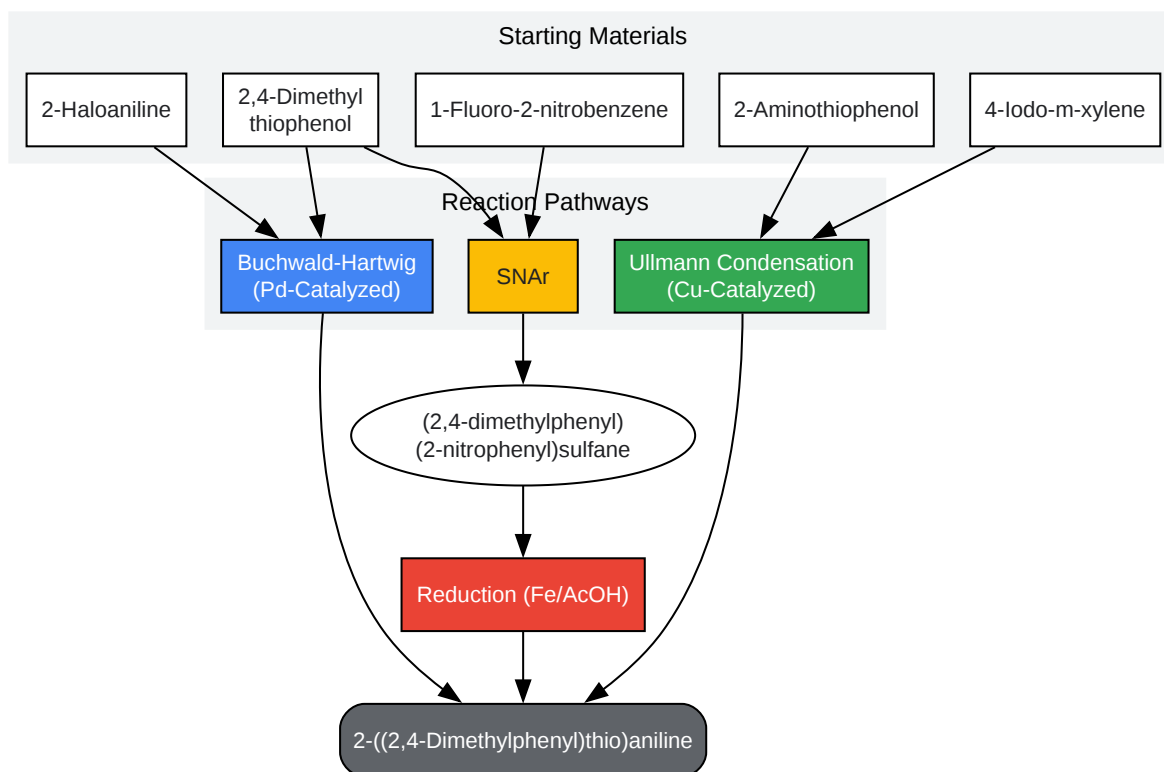 Starting Materials
2-Haloaniline
2,4-Dimethyl
thiophenol
1-Fluoro-2-nitrobenzene
2-Aminothiophenol
4-Iodo-m-xylene
Reaction Pathways
Buchwald-Hartwig
(Pd-Catalyzed)
SNAr
Ullmann Condensation
(Cu-Catalyzed)
(2,4-dimethylphenyl)
(2-nitrophenyl)sulfane
Reduction (Fe/AcOH)
2-((2,4-Dimethylphenyl)thio)aniline